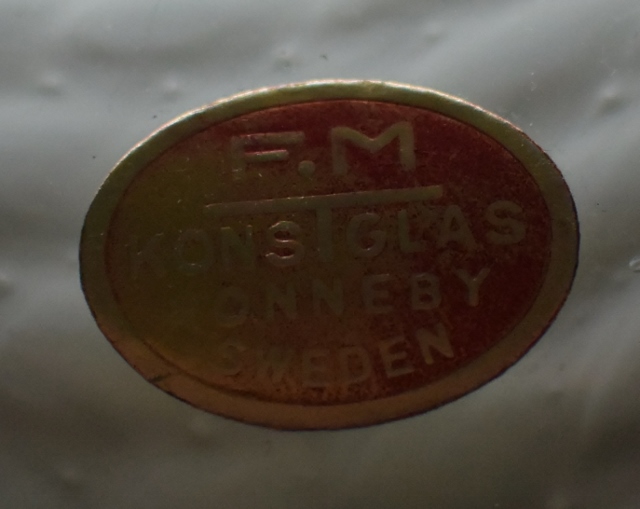 F.M
KONSTGLAS
RONNEBY
SWEDEN